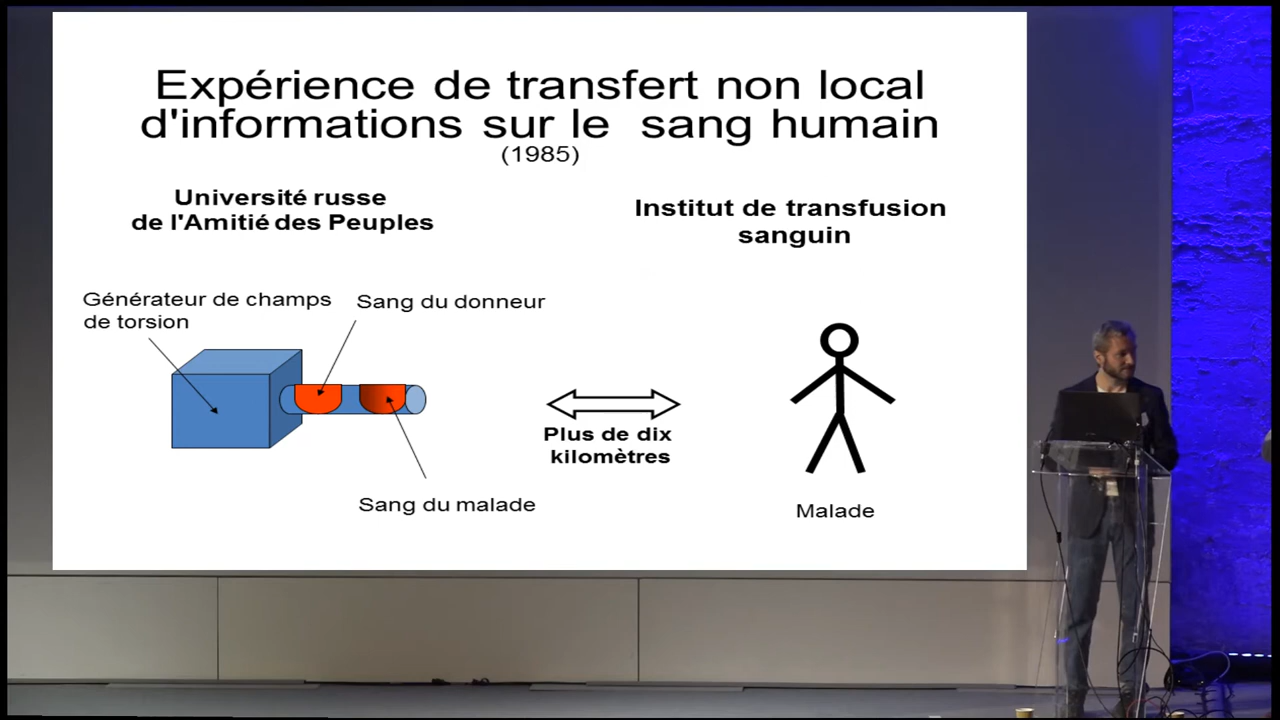 Expérience de transfert non local
d'informations sur le sang humain
(1985)
Université russe
de l'Amitié des Peuples
Institut de transfusion
sanguin
Générateur de champs
de torsion
Sang du donneur
Plus de dix
kilomètres
Sang du malade
Malade